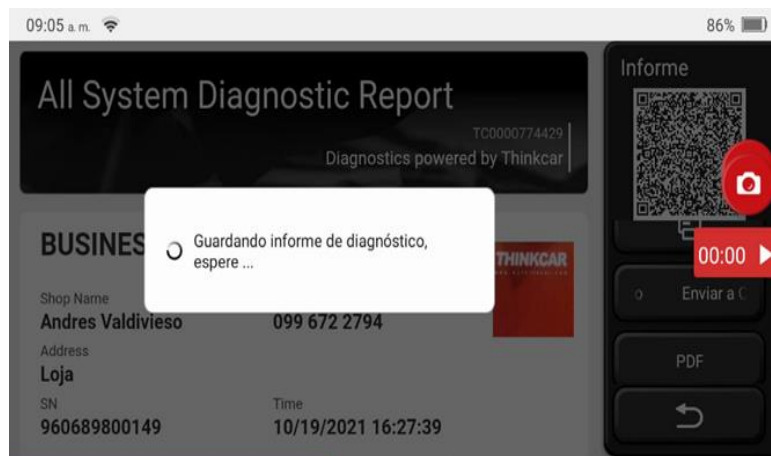 09:05 a. m.
86%
All System Diagnostic Report
TC0000774429
Diagnostics powered by Thinkcar
Informe
BUSINES
Guardando informe de diagnóstico,
espere ...
THINKCAR
00:00
Shop Name
Andres Valdivieso
099 672 2794
Enviar a C
Address
Loja
PDF
SN
Time
960689800149
10/19/2021 16:27:39